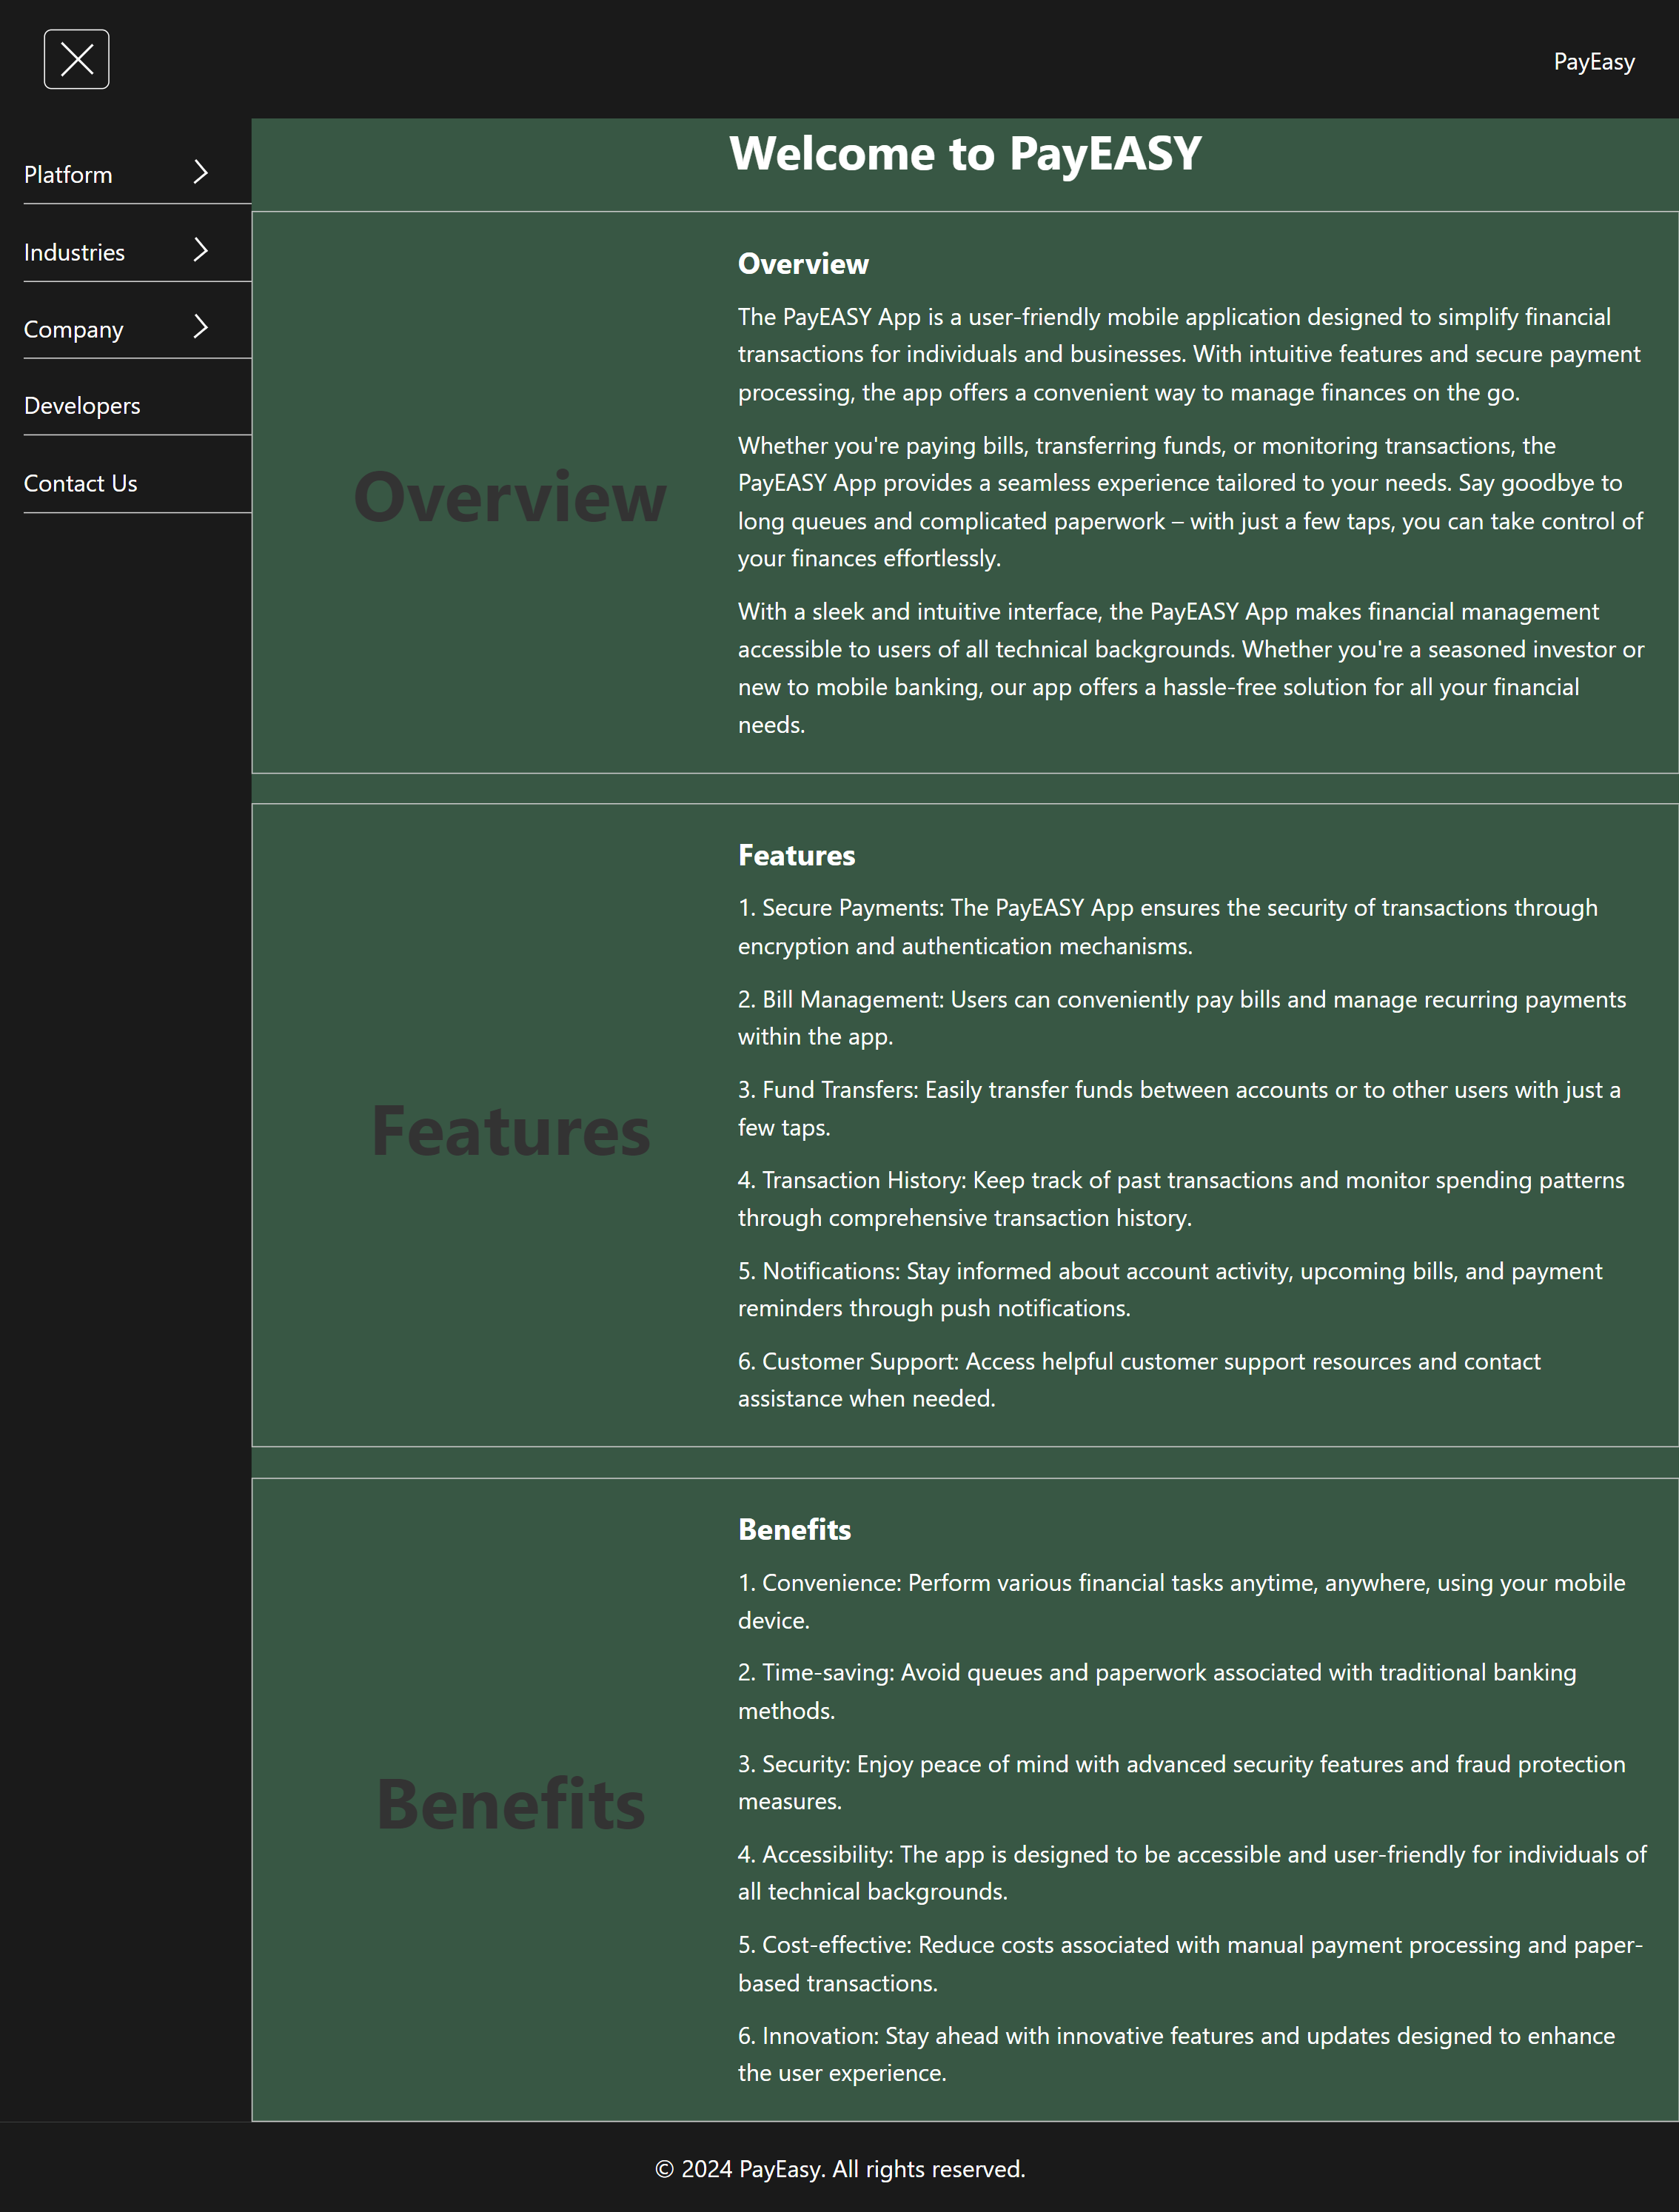 PayEasy
Platform
Industries
Company
Developers
Contact Us
Welcome to PayEASY
Overview
Overview
The PayEASY App is a user-friendly mobile application designed to simplify financial
transactions for individuals and businesses. With intuitive features and secure payment
processing, the app offers a convenient way to manage finances on the go.
Whether you're paying bills, transferring funds, or monitoring transactions, the
PayEASY App provides a seamless experience tailored to your needs. Say goodbye to
long queues and complicated paperwork – with just a few taps, you can take control of
your finances effortlessly.
With a sleek and intuitive interface, the PayEASY App makes financial management
accessible to users of all technical backgrounds. Whether you're a seasoned investor or
new to mobile banking, our app offers a hassle-free solution for all your financial
needs.
Features
Features
1. Secure Payments: The PayEASY App ensures the security of transactions through
encryption and authentication mechanisms.
2. Bill Management: Users can conveniently pay bills and manage recurring payments
within the app.
3. Fund Transfers: Easily transfer funds between accounts or to other users with just a
few taps.
4. Transaction History: Keep track of past transactions and monitor spending patterns
through comprehensive transaction history.
5. Notifications: Stay informed about account activity, upcoming bills, and payment
reminders through push notifications.
6. Customer Support: Access helpful customer support resources and contact
assistance when needed.
Benefits
Benefits
1. Convenience: Perform various financial tasks anytime, anywhere, using your mobile
device.
2. Time-saving: Avoid queues and paperwork associated with traditional banking
methods.
3. Security: Enjoy peace of mind with advanced security features and fraud protection
measures.
4. Accessibility: The app is designed to be accessible and user-friendly for individuals of
all technical backgrounds.
5. Cost-effective: Reduce costs associated with manual payment processing and paper-
based transactions.
6. Innovation: Stay ahead with innovative features and updates designed to enhance
the user experience.
© 2024 PayEasy. All rights reserved.